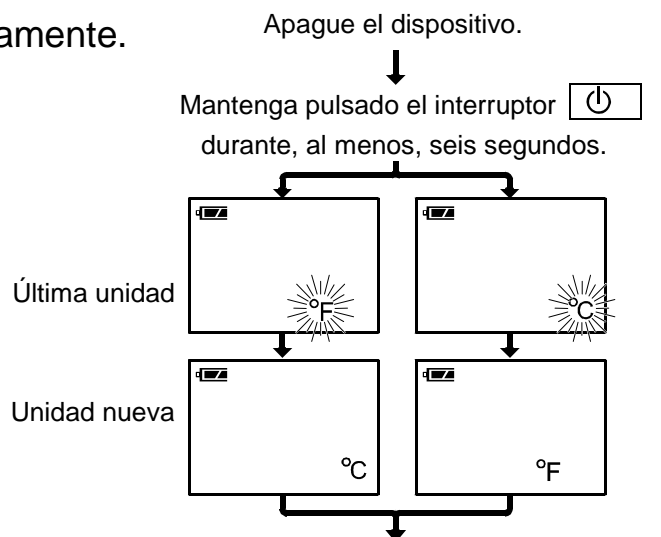 amente.
Apague el dispositivo.
Mantenga pulsado el interruptor
durante, al menos, seis segundos.
Última unidad
°F
°C
Unidad nueva
°C
°F